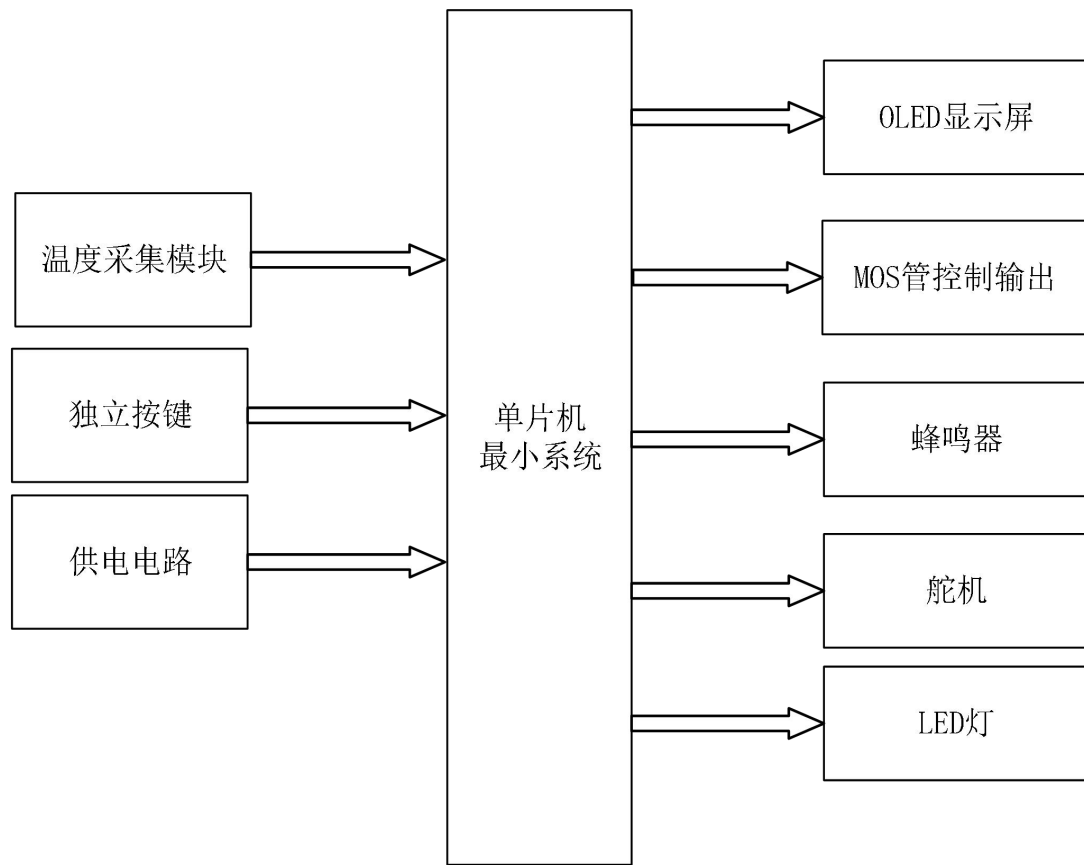 温度采集模块
独立按键
供电电路
单片机
最小系统
OLED显示屏
MOS管控制输出
蜂鸣器
舵机
LED灯